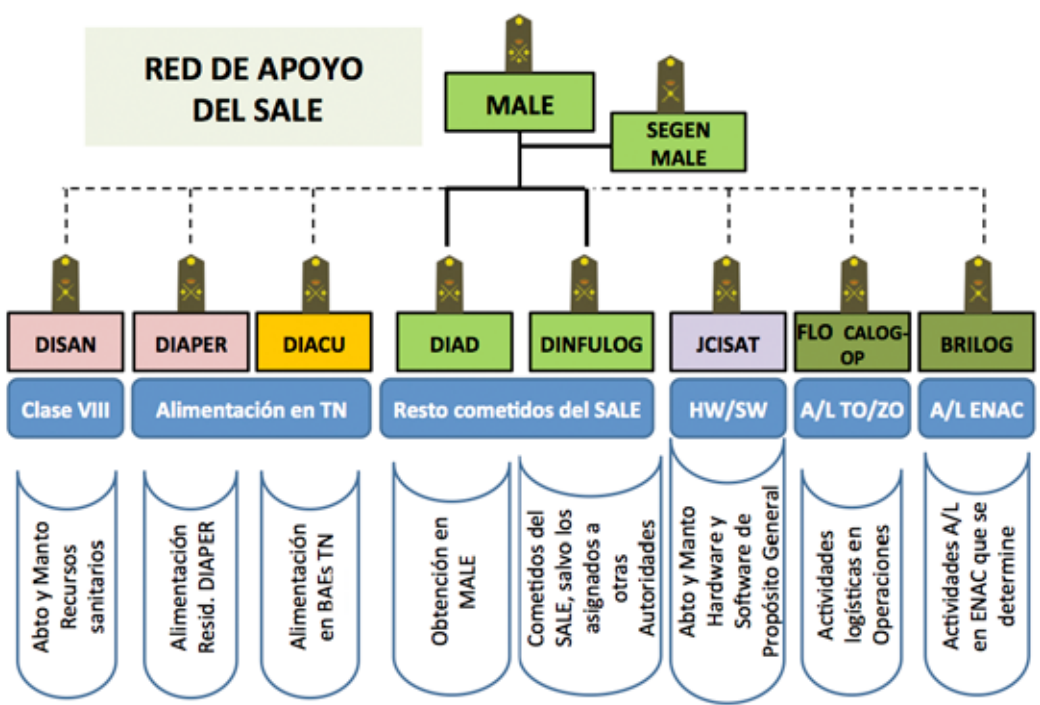 RED DE APOYO
DEL SALE
MALE
SEGEN
MALE
DISAN
DIAPER
DIACU
DIAD
DINFULOG
JCISAT
FLO CALOG-
OP
BRILOG
Clase VIII
Alimentación en TN
Resto cometidos del SALE
HW/SW
A/L TO/ZO
A/L ENAC
Abto y Manto
Recursos
sanitarios
Alimentación
Resid. DIAPER
Alimentación
en BAEs TN
Obtención en
MALE
Cometidos del
SALE, salvo los
asignados a
otras
Autoridades
Abto y Manto
Hardware y
Software de
Propósito General
Actividades
logísticas en
Operaciones
Actividades A/L
en ENAC que se
determine